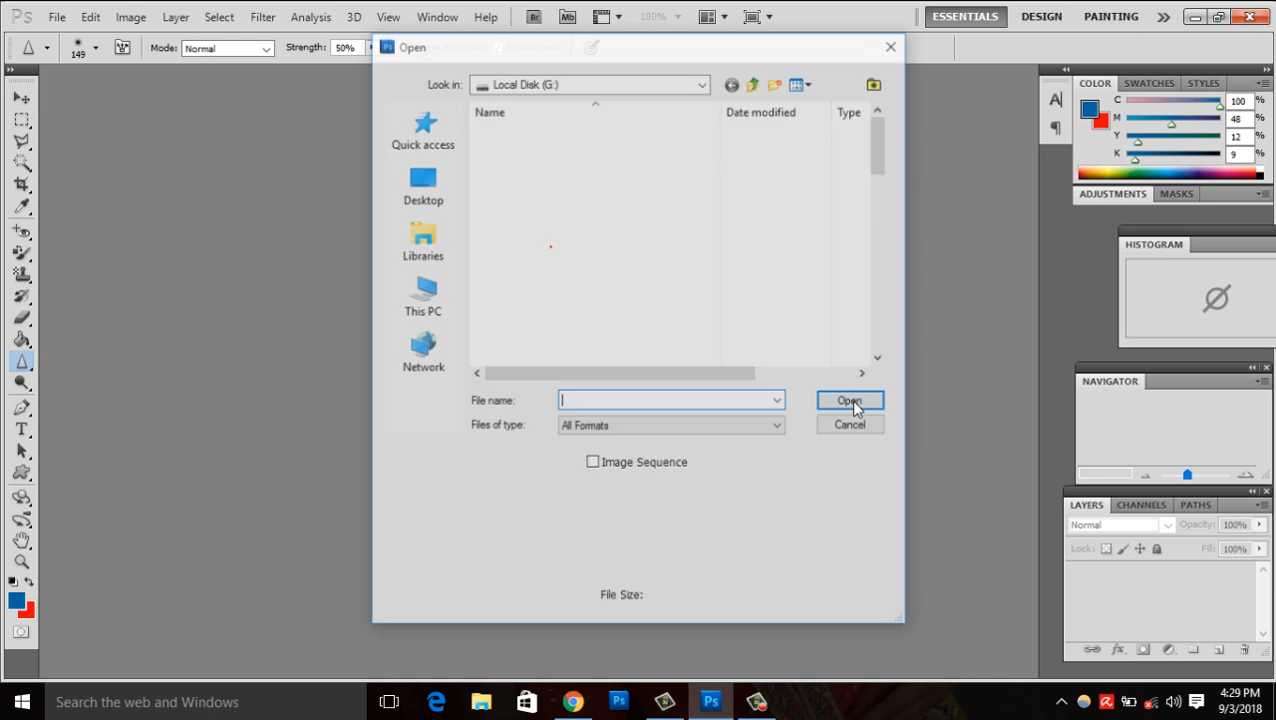 Ps File Edit Image Layer Select Filter Analysis 3D View Window Help Br Mb 100% ESSENTIALS DESIGN PAINTING
149 Mode: Normal Strength: 50%
Ps Open
Look in: Local Disk (G:)
Name Date modified Type
Quick access
Desktop
Libraries
This PC
Network
File name: Open
Files of type: All Formats Cancel
Image Sequence
File Size:
COLOR SWATCHES STYLES
C 100 %
M 48 %
Y 12 %
K 9 %
ADJUSTMENTS MASKS
HISTOGRAM
NAVIGATOR
LAYERS CHANNELS PATHS
Normal Opacity: 100%
Lock: Fill: 100%
Search the web and Windows
Ps Ps
4:29 PM
9/3/2018